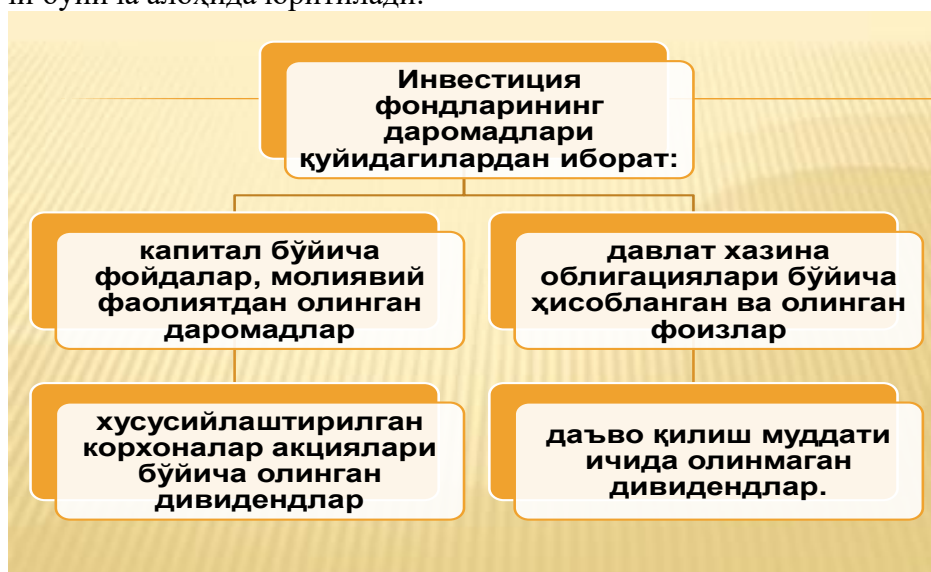 Инвестиция
фондларининг
даромадлари
қуйидагилардан иборат:
капитал бўйича
фойдалар, молиявий
фаолиятдан олинган
даромадлар
давлат хазина
облигациялари бўйича
ҳисобланган ва олинган
фоизлар
хусусийлаштирилган
корхоналар акциялари
бўйича олинган
дивидендлар
даъво қилиш муддати
ичида олинмаган
дивидендлар.